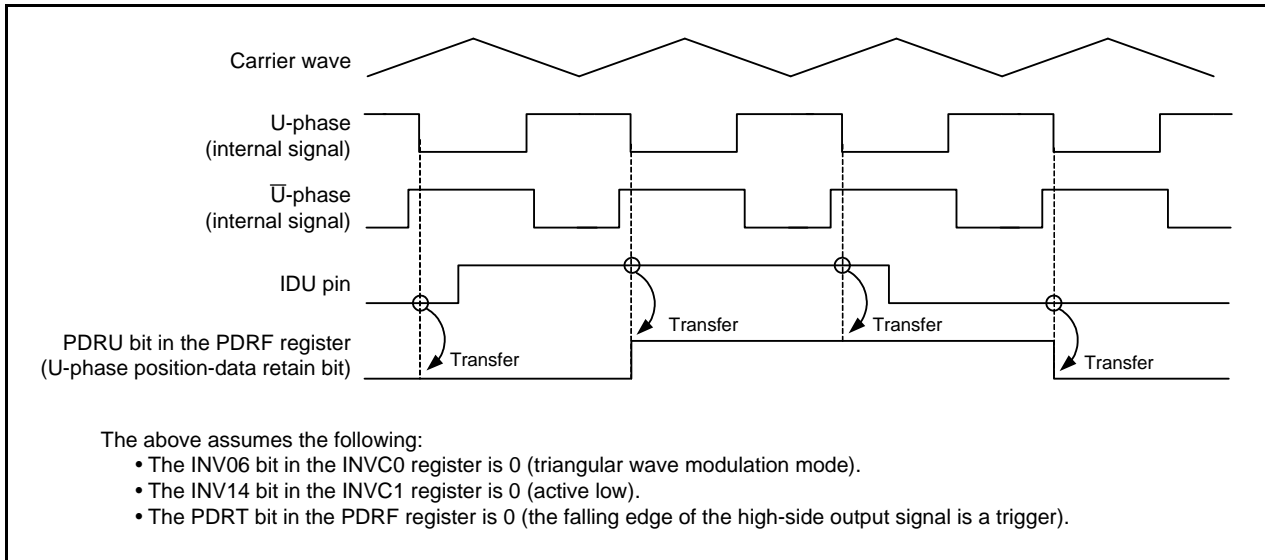 Carrier wave
U-phase
(internal signal)
U̅-phase
(internal signal)
IDU pin
Transfer
Transfer
PDRU bit in the PDRF register
(U-phase position-data retain bit)
Transfer
Transfer
The above assumes the following:
• The INV06 bit in the INVC0 register is 0 (triangular wave modulation mode).
• The INV14 bit in the INVC1 register is 0 (active low).
• The PDRT bit in the PDRF register is 0 (the falling edge of the high-side output signal is a trigger).